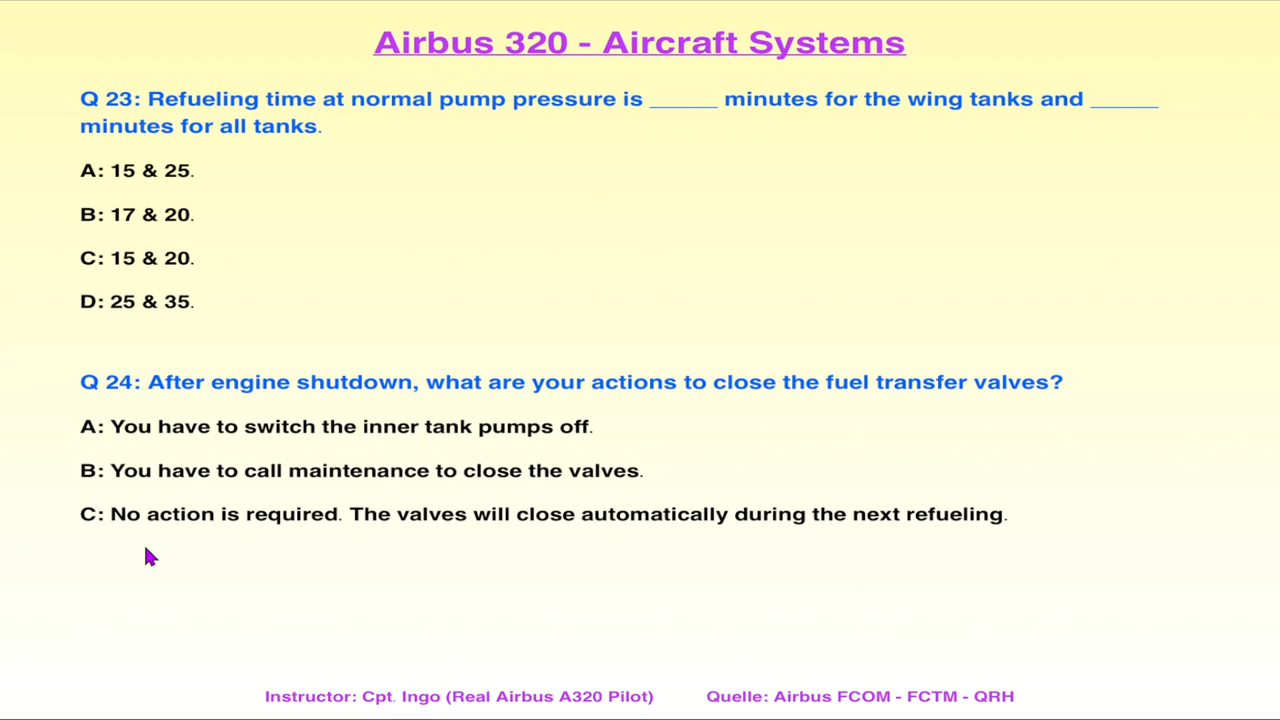 Airbus 320 - Aircraft Systems
Q 23: Refueling time at normal pump pressure is ______ minutes for the wing tanks and ______
minutes for all tanks.
A: 15 & 25.
B: 17 & 20.
C: 15 & 20.
D: 25 & 35.
Q 24: After engine shutdown, what are your actions to close the fuel transfer valves?
A: You have to switch the inner tank pumps off.
B: You have to call maintenance to close the valves.
C: No action is required. The valves will close automatically during the next refueling.
Instructor: Cpt. Ingo (Real Airbus A320 Pilot) Quelle: Airbus FCOM - FCTM - QRH